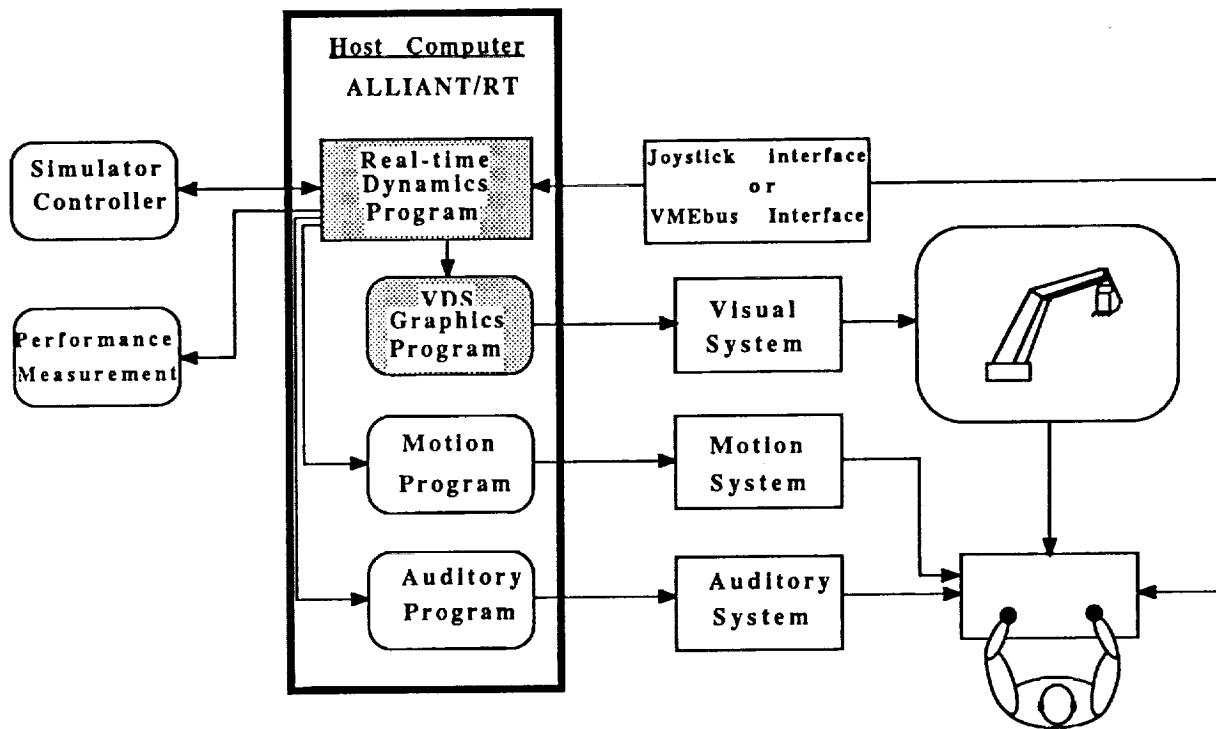 Host Computer
ALLIANT/RT
Simulator
Controller
Real-time
Dynamics
Program
Joystick interface
or
VMEbus Interface
Performance
Measurement
VDS
Graphics
Program
Visual
System
Motion
Program
Motion
System
Auditory
Program
Auditory
System